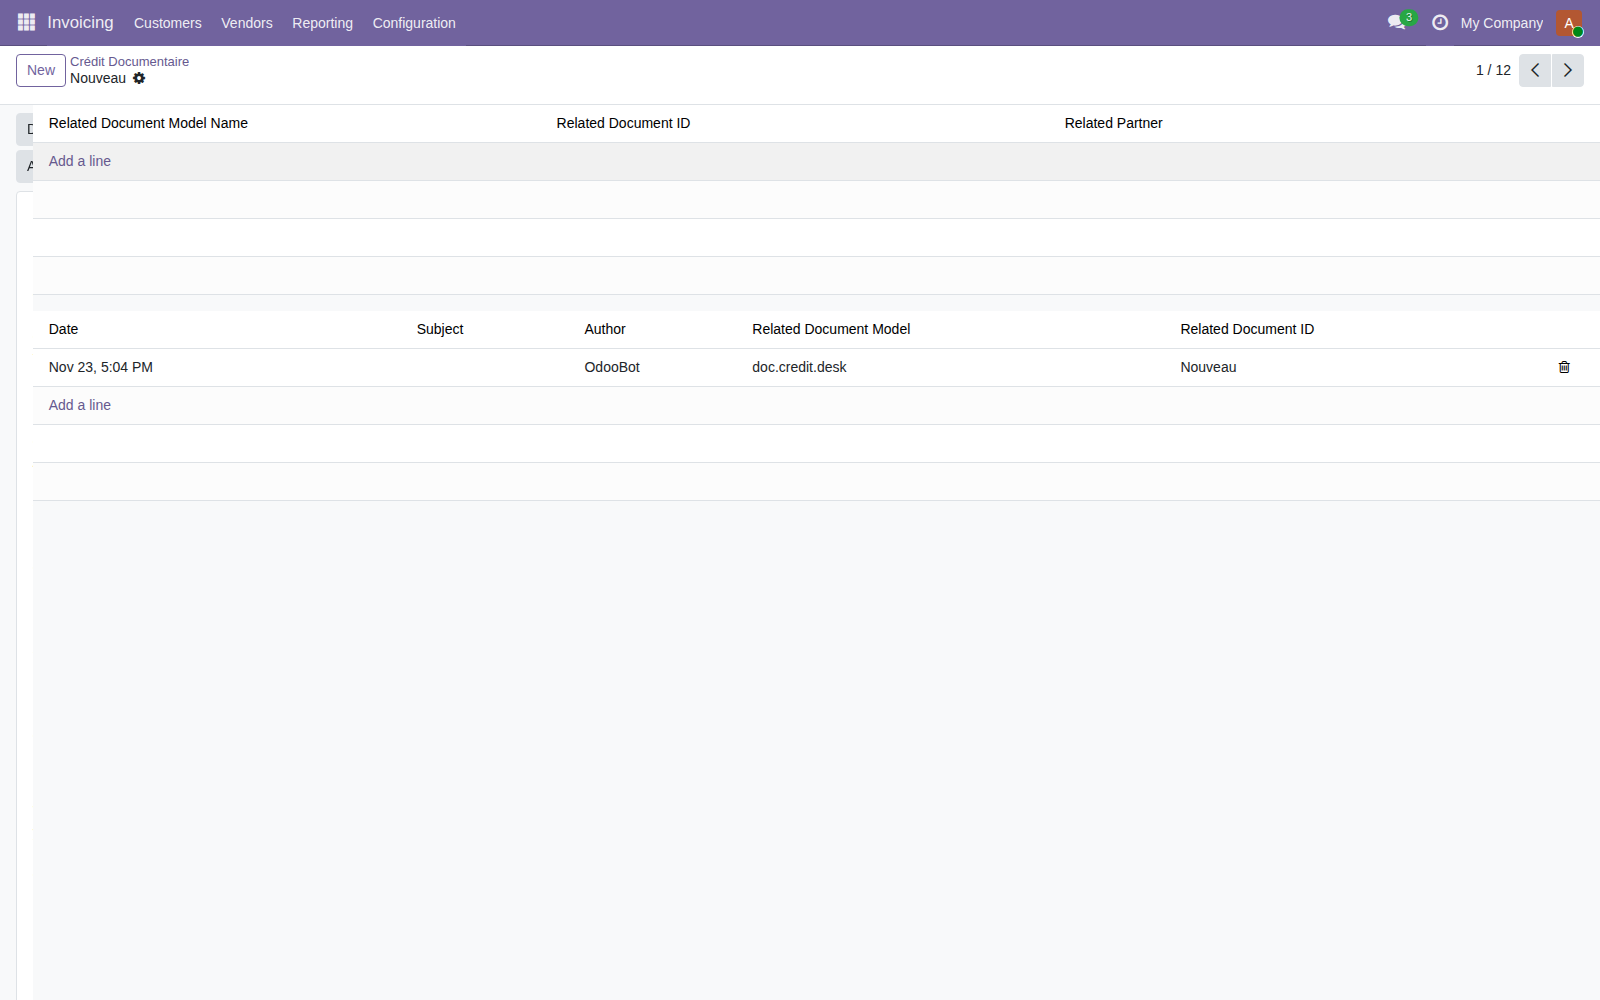 Invoicing Customers Vendors Reporting Configuration 3 My Company A
New Crédit Documentaire
Nouveau 1 / 12
Related Document Model Name Related Document ID Related Partner
Add a line
Date Subject Author Related Document Model Related Document ID
Nov 23, 5:04 PM OdooBot doc.credit.desk Nouveau
Add a line